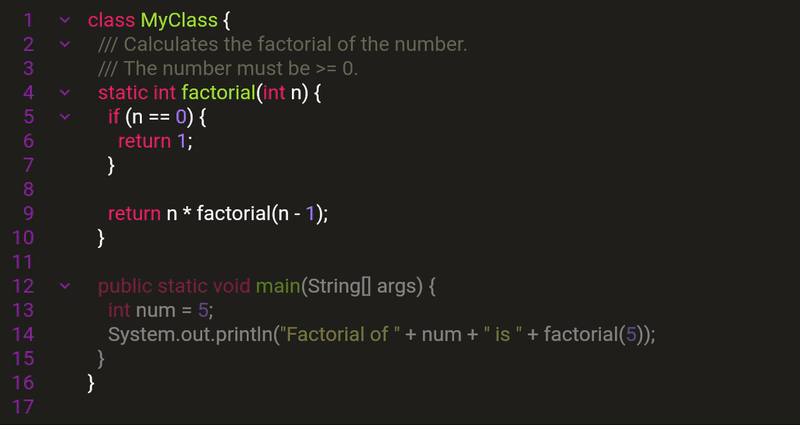 1 class MyClass {
2 /// Calculates the factorial of the number.
3 /// The number must be >= 0.
4 static int factorial(int n) {
5 if (n == 0) {
6 return 1;
7 }
8
9 return n * factorial(n - 1);
10 }
11
12 public static void main(String[] args) {
13 int num = 5;
14 System.out.println("Factorial of " + num + " is " + factorial(5));
15 }
16 }
17